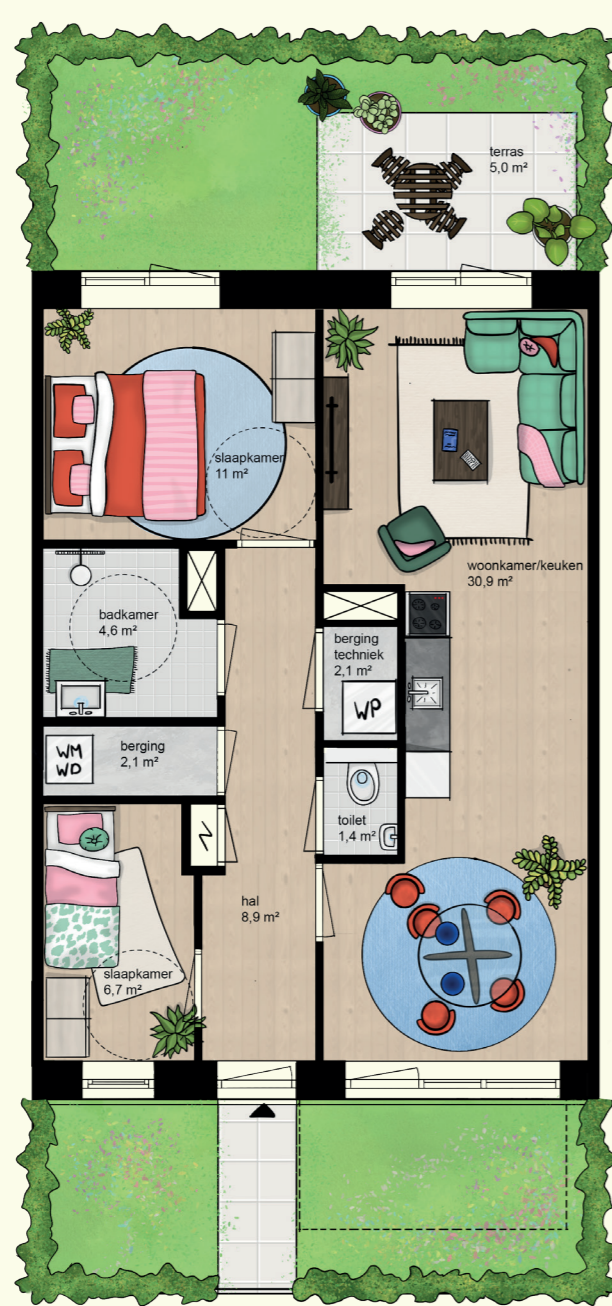 terras
5,0 m²
slaapkamer
11 m²
woonkamer/keuken
30,9 m²
badkamer
4,6 m²
berging
techniek
2,1 m²
WP
berging
2,1 m²
WM
WD
toilet
1,4 m²
hal
8,9 m²
slaapkamer
6,7 m²